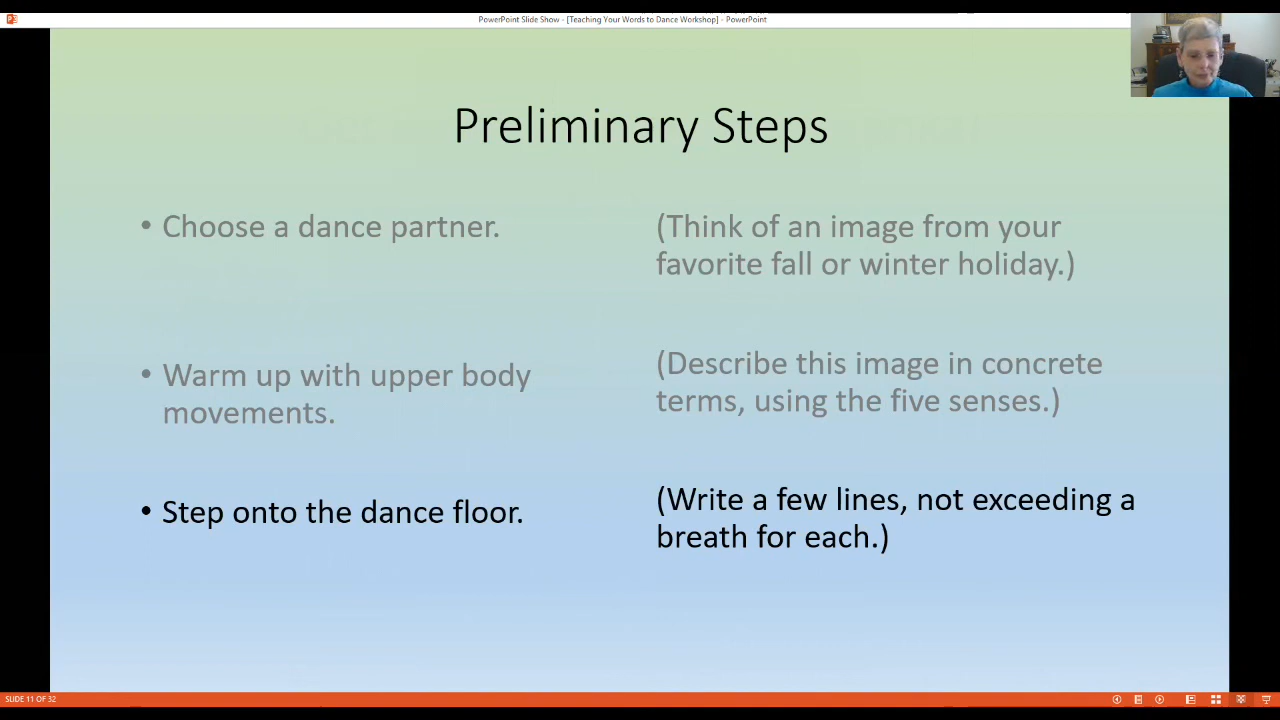 PowerPoint Slide Show - [Teaching Your Words to Dance Workshop] - PowerPoint
Preliminary Steps
• Choose a dance partner.
(Think of an image from your
favorite fall or winter holiday.)
• Warm up with upper body
movements.
(Describe this image in concrete
terms, using the five senses.)
• Step onto the dance floor.
(Write a few lines, not exceeding a
breath for each.)
SLIDE 11 OF 32